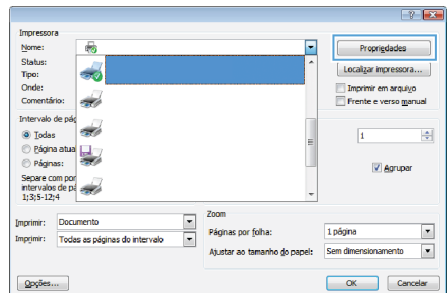 Impressora
Nome:
Propriedades
Status:
Tipo:
Localizar impressora...
Onde:
Imprimir em arquivo
Comentário:
Frente e verso manual
Intervalo de pág
Todas
1
Página atua
Páginas:
Agrupar
Separe com por
intervalos de pá
1;3;5-12;4
Imprimir:
Documento
Zoom
Imprimir:
Todas as páginas do intervalo
Páginas por folha:
1 página
Ajustar ao tamanho do papel:
Sem dimensionamento
Opções...
OK
Cancelar